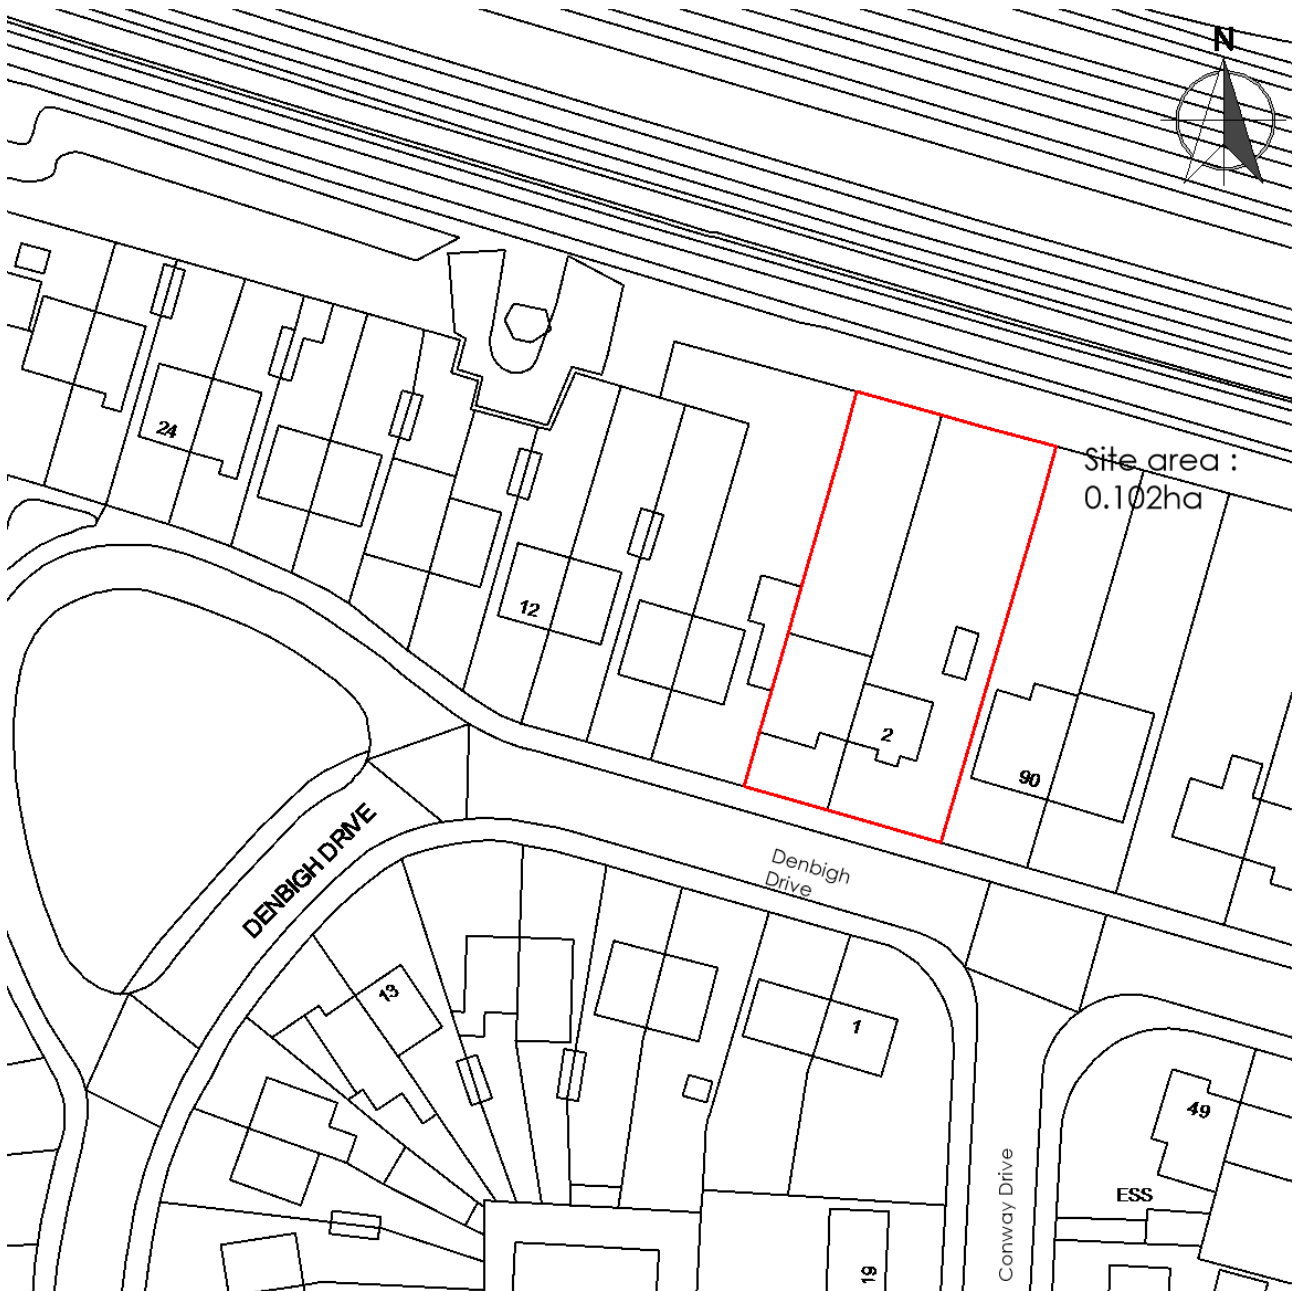 N
Site area :
0.102ha
24
12
2
90
DENBIGH DRIVE
Denbigh
Drive
13
1
49
ESS
Conway Drive
19